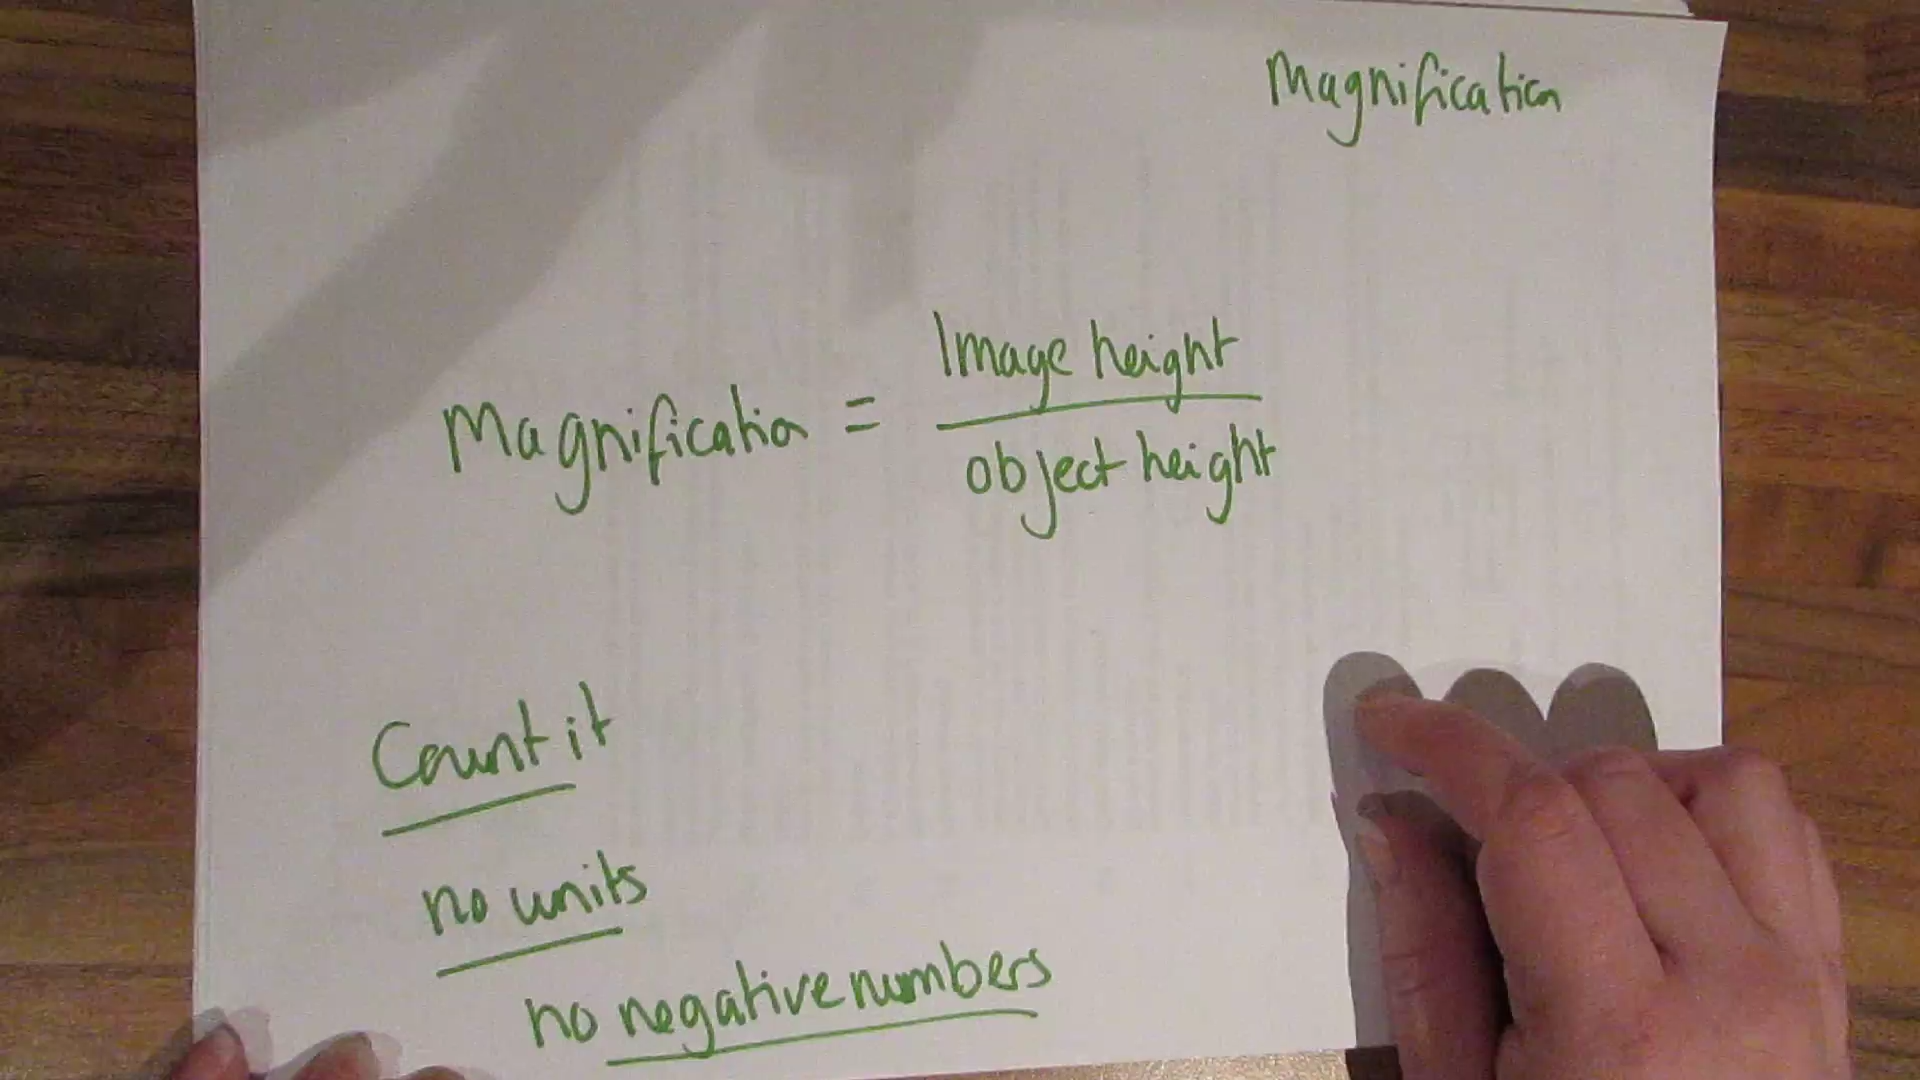 Magnification
Magnification = Image height
object height
Count it
no units
no negative numbers